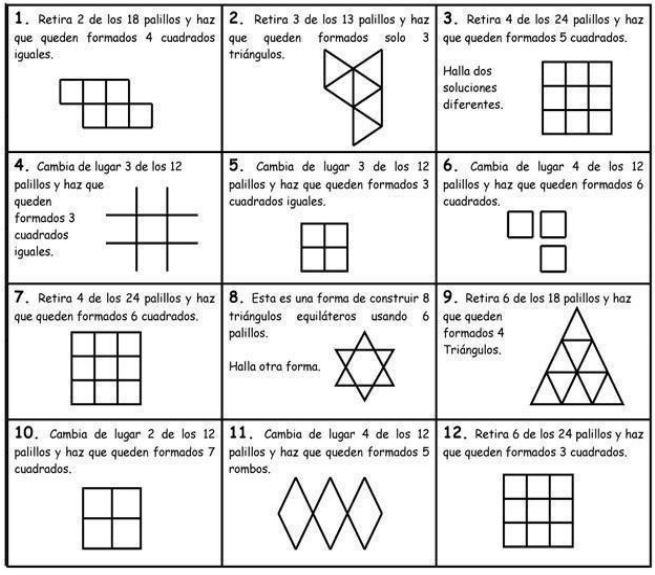 1. Retira 2 de los 18 palillos y haz
que queden formados 4 cuadrados
iguales.
2. Retira 3 de los 13 palillos y haz
que queden formados solo 3
triángulos.
3. Retira 4 de los 24 palillos y haz
que queden formados 5 cuadrados.
Halla dos
soluciones
diferentes.
4. Cambia de lugar 3 de los 12
palillos y haz que
queden
formados 3
cuadrados
iguales.
5. Cambia de lugar 3 de los 12
palillos y haz que queden formados 3
cuadrados iguales.
6. Cambia de lugar 4 de los 12
palillos y haz que queden formados 6
cuadrados.
7. Retira 4 de los 24 palillos y haz
que queden formados 6 cuadrados.
8. Esta es una forma de construir 8
triángulos equiláteros usando 6
palillos.
Halla otra forma.
9. Retira 6 de los 18 palillos y haz
que queden
formados 4
Triángulos.
10. Cambia de lugar 2 de los 12
palillos y haz que queden formados 7
cuadrados.
11. Cambia de lugar 4 de los 12
palillos y haz que queden formados 5
rombos.
12. Retira 6 de los 24 palillos y haz
que queden formados 3 cuadrados.